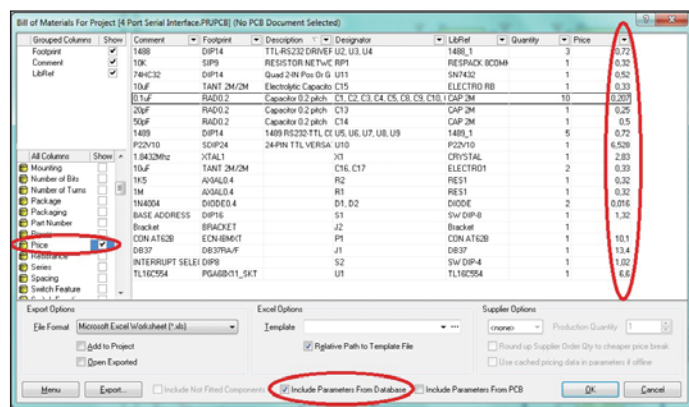 Bill of Materials For Project [4 Port Serial Interface.PRJPCB] (No PCB Document Selected)
Grouped Columns Show
Footprint
Comment
LibRef
Comment Footprint Description Designator LibRef Quantity Price
1488 DIP14 TTL-RS232 DRIVEF U2, U3, U4 1488_1 3 0,72
10K SIP9 RESISTOR NETWC RP1 RESPACK 8COMM 1 0,32
74HC32 DIP14 Quad 2-IN Pos Or G U11 SN7432 1 0,52
10uF TANT 2M/2M Electrolytic Capacito C15 ELECTRO RB 1 0,33
0.1uF RAD0.2 Capacitor 0.2 pitch C1, C2, C3, C4, C5, C8, C9, C10, CAP 2M 10 0,207
20pF RAD0.2 Capacitor 0.2 pitch C13 CAP 2M 1 0,25
50pF RAD0.2 Capacitor 0.2 pitch C14 CAP 2M 1 0,5
1489 DIP14 1489 RS232-TTL CC U5, U6, U7, U8, U9 1489_1 5 0,72
P22V10 SDIP24 24-PIN TTL VERSA U10 P22V10 1 6,528
1.8432Mhz XTAL1 X1 CRYSTAL 1 2,83
10uF TANT 2M/2M C16, C17 ELECTRO1 2 0,33
1K5 AXIAL0.4 R2 RES1 1 0,32
1M AXIAL0.4 R1 RES1 1 0,32
1N4004 DIODE0.4 D1, D2 DIODE 2 0,016
BASE ADDRESS DIP16 S1 SW DIP-8 1 1,32
Bracket BRACKET J2 Bracket 1
CON AT62B ECN-IBMXT P1 CON AT62B 1 10,1
DB37 DB37RA/F J1 DB37 1 13,4
INTERRUPT SELEC DIP8 S2 SW DIP-4 1 1,02
TL16C554 PGA68X11_SKT U1 TL16C554 1 6,6
All Columns Show
Mounting
Number of Bits
Number of Turns
Package
Packaging
Part Number
Price
Resistance
Series
Spacing
Switch Feature
Export Options
File Format Microsoft Excel Worksheet (*.xls)
Add to Project
Open Exported
Excel Options
Template
Relative Path to Template File
Supplier Options
<none> Production Quantity 1
Round up Supplier Order Qty to cheaper price break
Use cached pricing data in parameters if offline
Menu Export... Include Not Fitted Components Include Parameters From Database Include Parameters From PCB OK Cancel